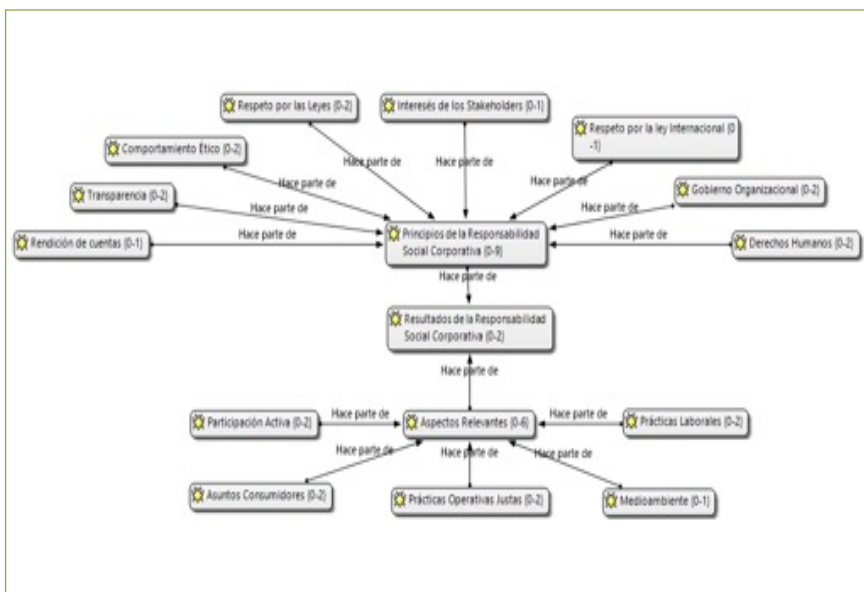 Respeto por las Leyes (0-2)
Interesés de los Stakeholders (0-1)
Respeto por la ley Internacional (0
-1)
Comportamiento Ético (0-2)
Hace parte de
Hace parte de
Hace parte de
Hace parte de
Transparencia (0-2)
Gobierno Organizacional (0-2)
Hace parte de
Hace parte de
Rendición de cuentas (0-1)
Hace parte de
Principios de la Responsabilidad
Social Corporativa (0-9)
Hace parte de
Derechos Humanos (0-2)
Hace parte de
Resultados de la Responsabilidad
Social Corporativa (0-2)
Hace parte de
Participación Activa (0-2)
Hace parte de
Aspectos Relevantes (0-6)
Hace parte de
Prácticas Laborales (0-2)
Hace parte de
Hace parte de
Hace parte de
Asuntos Consumidores (0-2)
Prácticas Operativas Justas (0-2)
Medioambiente (0-1)